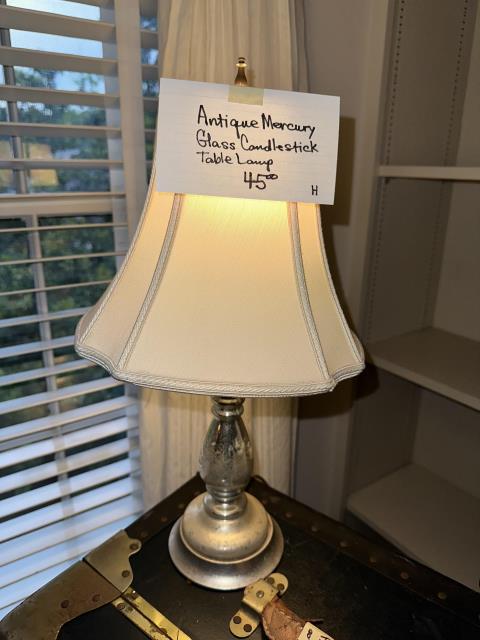 Antique Mercury
Glass Candlestick
Table Lamp
45⁰⁰
H